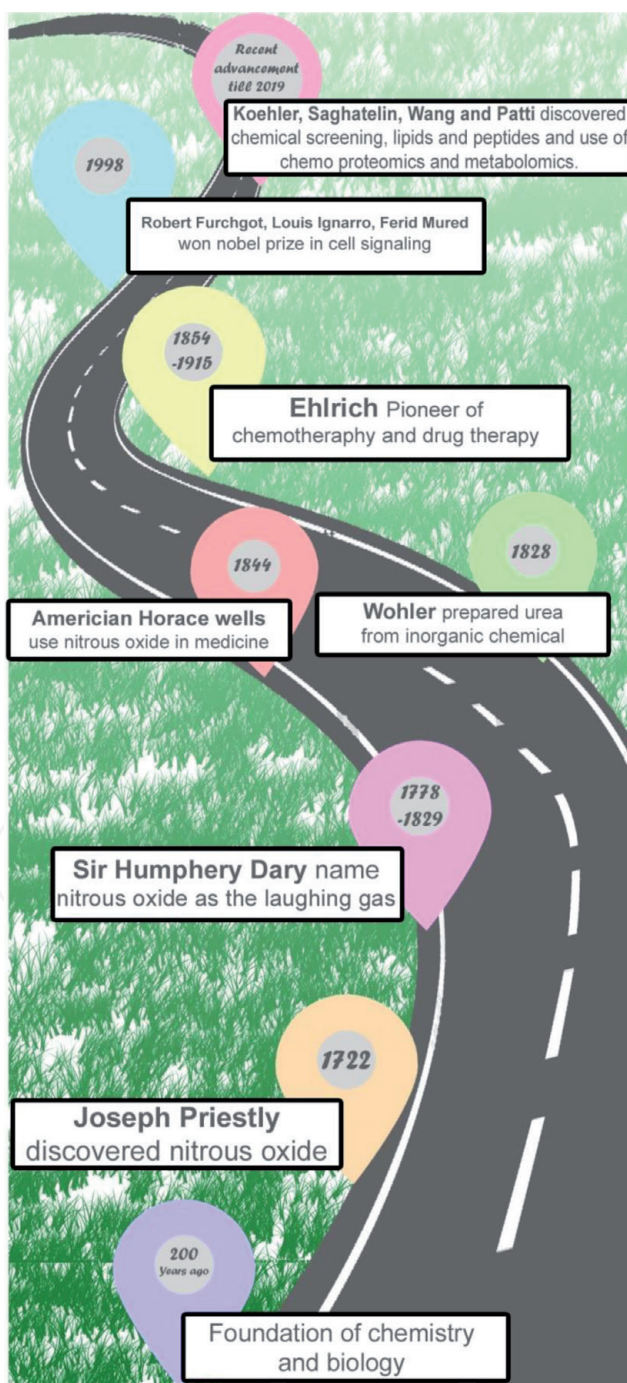 Recent
advancement
till 2019
Koehler, Saghatelin, Wang and Patti discovered
chemical screening, lipids and peptides and use of
chemo proteomics and metabolomics.
1998
Robert Furchgot, Louis Ignarro, Ferid Mured
won nobel prize in cell signaling
1854
-1915
Ehlrich Pioneer of
chemotheraphy and drug therapy
1844
Americian Horace wells
use nitrous oxide in medicine
1828
Wohler prepared urea
from inorganic chemical
1778
-1829
Sir Humphery Dary name
nitrous oxide as the laughing gas
1722
Joseph Priestly
discovered nitrous oxide
200
Years ago
Foundation of chemistry
and biology